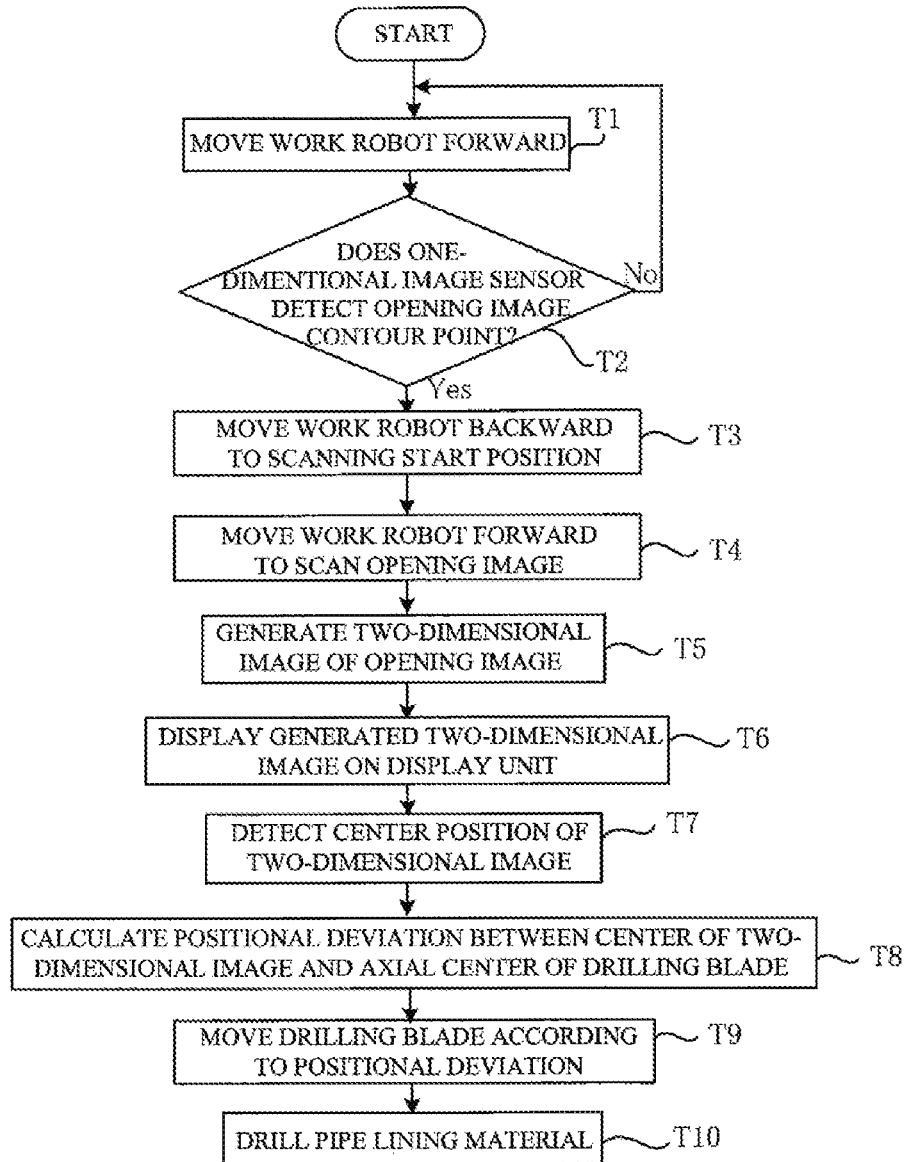 START
MOVE WORK ROBOT FORWARD
T1
DOES ONE-
DIMENTIONAL IMAGE SENSOR
DETECT OPENING IMAGE
CONTOUR POINT?
No
T2
Yes
MOVE WORK ROBOT BACKWARD
TO SCANNING START POSITION
T3
MOVE WORK ROBOT FORWARD
TO SCAN OPENING IMAGE
T4
GENERATE TWO-DIMENSIONAL
IMAGE OF OPENING IMAGE
T5
DISPLAY GENERATED TWO-DIMENSIONAL
IMAGE ON DISPLAY UNIT
T6
DETECT CENTER POSITION OF
TWO-DIMENSIONAL IMAGE
T7
CALCULATE POSITIONAL DEVIATION BETWEEN CENTER OF TWO-
DIMENSIONAL IMAGE AND AXIAL CENTER OF DRILLING BLADE
T8
MOVE DRILLING BLADE ACCORDING
TO POSITIONAL DEVIATION
T9
DRILL PIPE LINING MATERIAL
T10